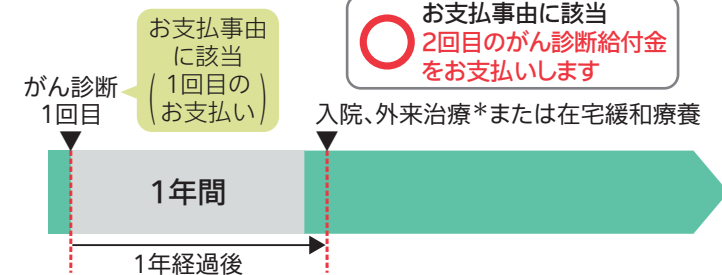 お支払事由
に該当
(1回目の
お支払い)
お支払事由に該当
2回目のがん診断給付金
をお支払いします
がん診断
1回目
入院、外来治療*または在宅緩和療養
1年間
1年経過後